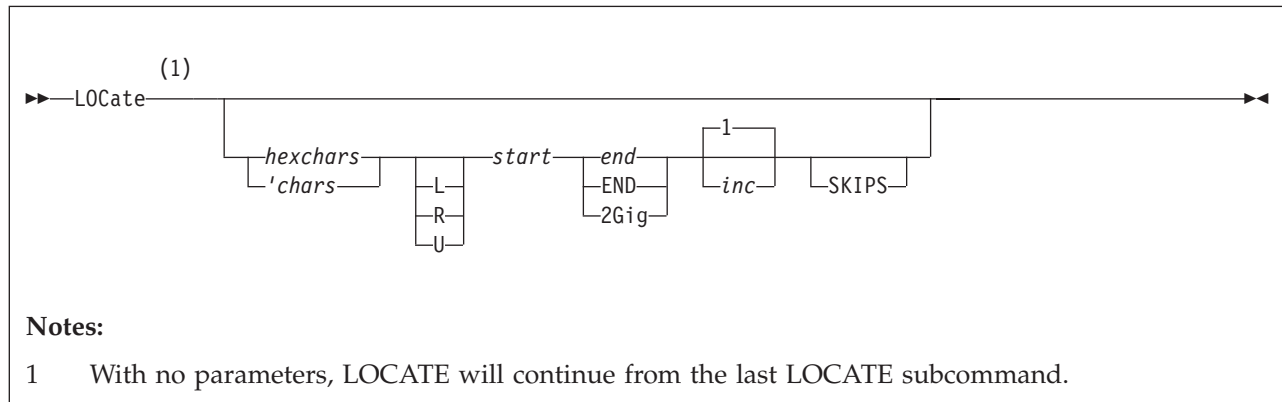 (1)
LOCate
1
hexchars start end
'chars L END inc SKIPS
R 2Gig
U
Notes:
1 With no parameters, LOCATE will continue from the last LOCATE subcommand.